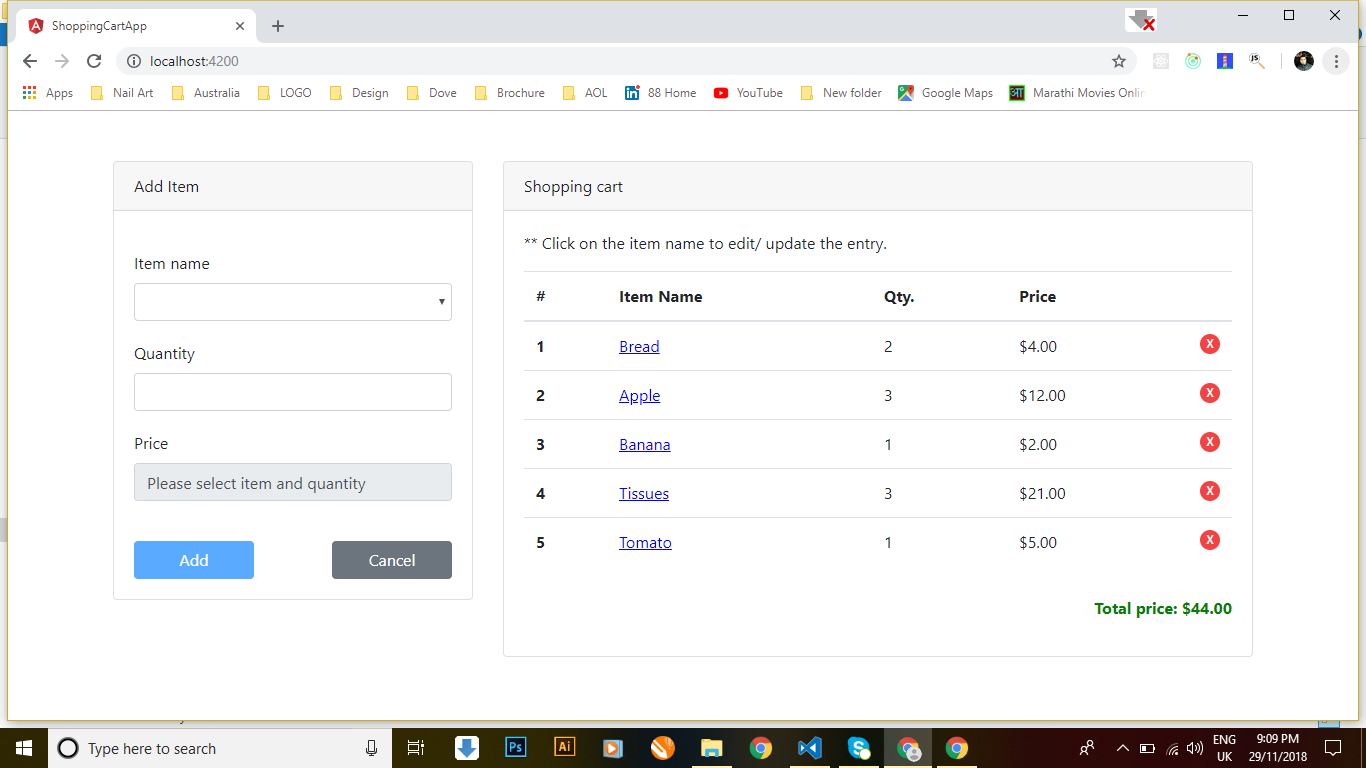 ShoppingCartApp
localhost:4200
Apps Nail Art Australia LOGO Design Dove Brochure AOL 88 Home YouTube New folder Google Maps Marathi Movies Onlin
Add Item
Item name
Quantity
Price
Please select item and quantity
Add Cancel
Shopping cart
** Click on the item name to edit/ update the entry.
# Item Name Qty. Price
1 Bread 2 $4.00 X
2 Apple 3 $12.00 X
3 Banana 1 $2.00 X
4 Tissues 3 $21.00 X
5 Tomato 1 $5.00 X
Total price: $44.00
Type here to search
Ps
Ai
ENG
UK
9:09 PM
29/11/2018